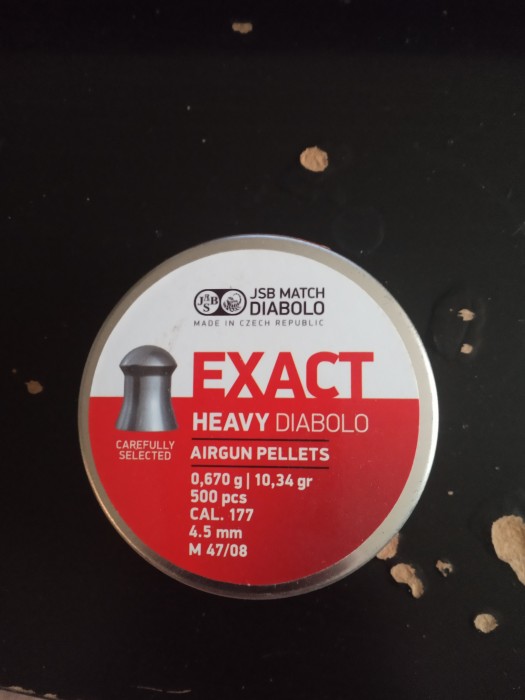 JSB
JSB MATCH
DIABOLO
MADE IN CZECH REPUBLIC
EXACT
HEAVY DIABOLO
CAREFULLY
SELECTED
AIRGUN PELLETS
0,670 g | 10,34 gr
500 pcs
CAL. 177
4.5 mm
M 47/08